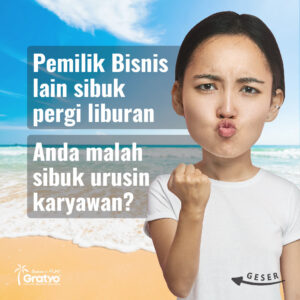 Pemilik Bisnis
lain sibuk
pergi liburan
Anda malah
sibuk urusin
karyawan?
GESER
Gratyo